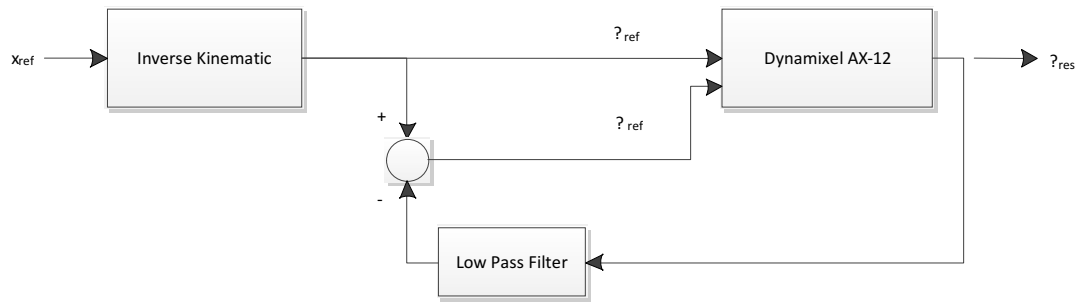 ?ref
xref
Inverse Kinematic
Dynamixel AX-12
?res
+
? ref
-
Low Pass Filter